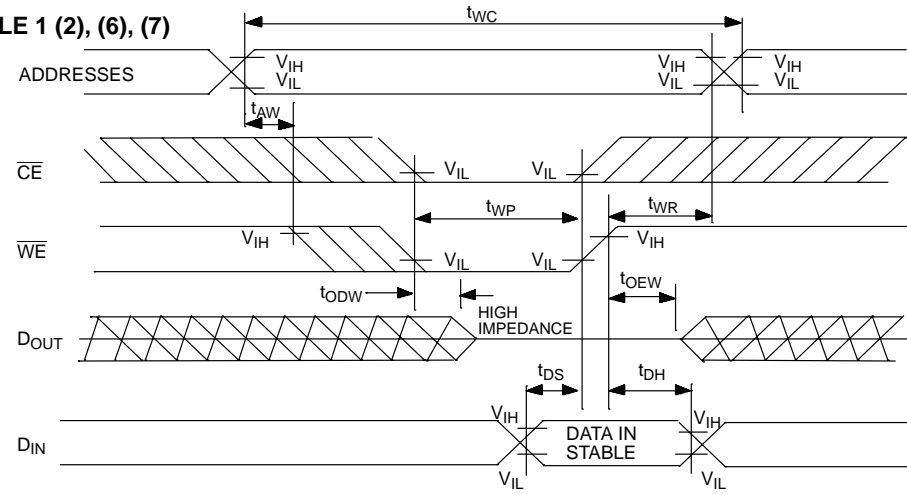 LE 1 (2), (6), (7)
tWC
ADDRESSES
VIH
VIL
VIH
VIL
VIH
VIL
tAW
CE
VIL
VIL
tWP
tWR
WE
VIH
VIL
VIL
VIH
tODW
tOEW
HIGH
IMPEDANCE
DOUT
tDS
tDH
DIN
VIH
VIL
DATA IN
STABLE
VIH
VIL